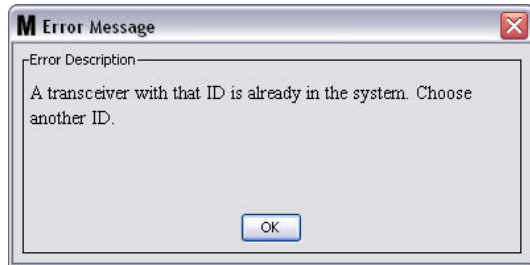 M Error Message
Error Description
A transceiver with that ID is already in the system. Choose
another ID.
OK